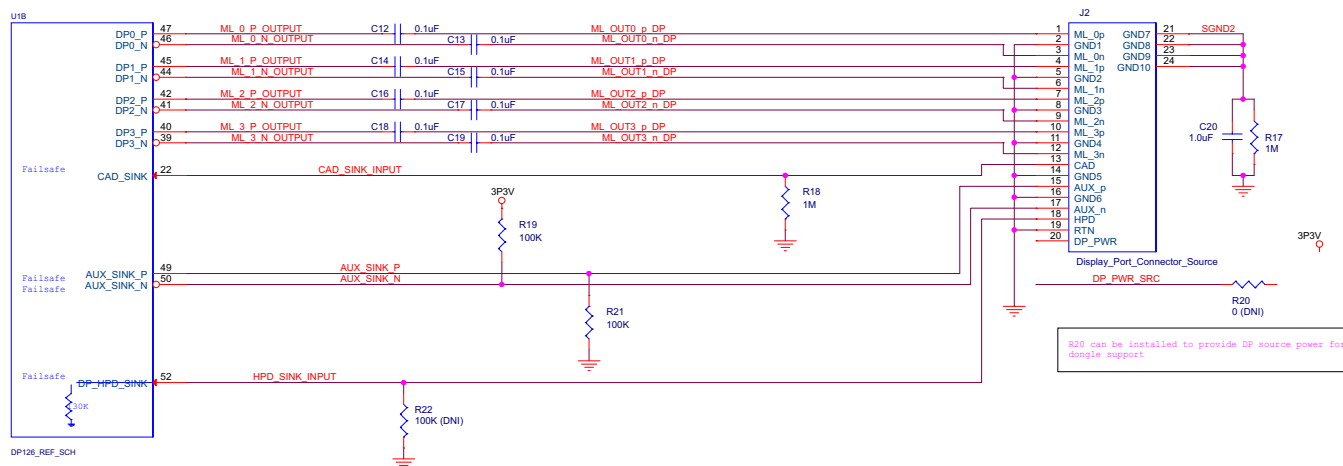 U1B
J2
DP0_P 47 ML_0_P_OUTPUT C12 0.1uF ML_OUT0_p_DP 1 ML_0p GND7 21 SGND2
DP0_N 46 ML_0_N_OUTPUT C13 0.1uF ML_OUT0_n_DP 2 GND1 GND8 22
3 ML_0n GND9 23
DP1_P 45 ML_1_P_OUTPUT C14 0.1uF ML_OUT1_p_DP 4 ML_1p GND10 24
DP1_N 44 ML_1_N_OUTPUT C15 0.1uF ML_OUT1_n_DP 5 GND2
6 ML_1n
DP2_P 42 ML_2_P_OUTPUT C16 0.1uF ML_OUT2_p_DP 7 ML_2p
DP2_N 41 ML_2_N_OUTPUT C17 0.1uF ML_OUT2_n_DP 8 GND3
9 ML_2n
DP3_P 40 ML_3_P_OUTPUT C18 0.1uF ML_OUT3_p_DP 10 ML_3p
DP3_N 39 ML_3_N_OUTPUT C19 0.1uF ML_OUT3_n_DP 11 GND4
12 ML_3n
C20
1.0uF
R17
1M
Failsafe CAD_SINK 22 CAD_SINK_INPUT 13 CAD
14 GND5
15 AUX_p
16 GND6
17 AUX_n
18 HPD
19 RTN
20 DP_PWR
R18
1M
3P3V
R19
100K
3P3V
Display_Port_Connector_Source
Failsafe AUX_SINK_P 49 AUX_SINK_P
Failsafe AUX_SINK_N 50 AUX_SINK_N
DP_PWR_SRC
R20
0 (DNI)
R21
100K
R20 can be installed to provide DP source power for
dongle support
Failsafe DP_HPD_SINK 52 HPD_SINK_INPUT
130K
R22
100K (DNI)
DP126_REF_SCH